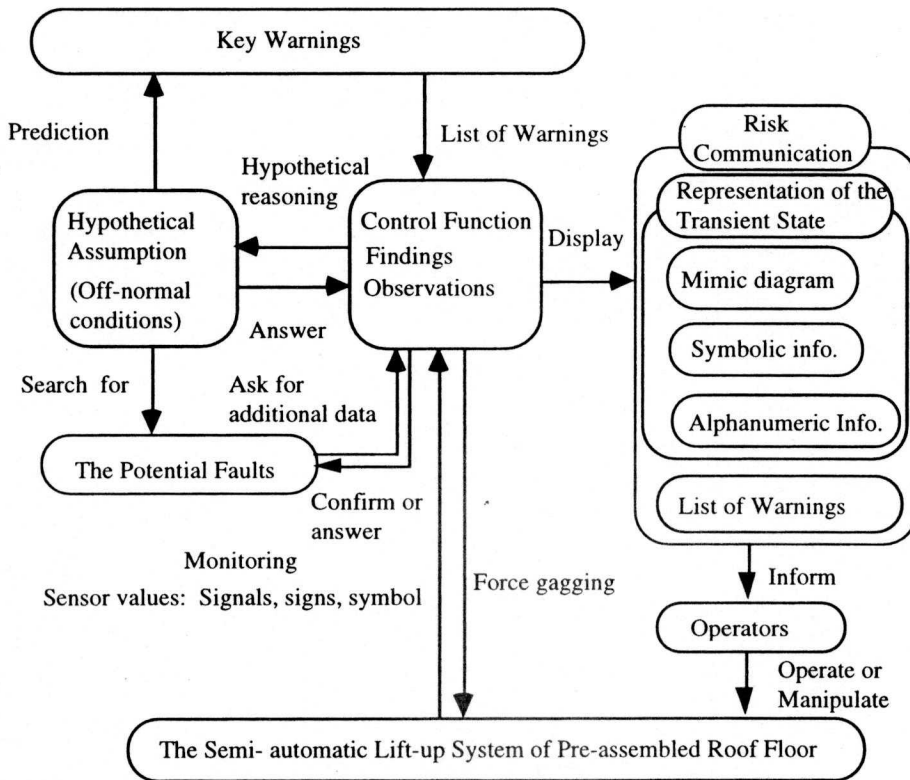 Key Warnings
Prediction
List of Warnings
Hypothetical
reasoning
Hypothetical
Assumption
(Off-normal
conditions)
Control Function
Findings
Observations
Answer
Display
Risk
Communication
Representation of the
Transient State
Mimic diagram
Symbolic info.
Alphanumeric Info.
List of Warnings
Search for
Ask for
additional data
The Potential Faults
Confirm or
answer
Monitoring
Sensor values: Signals, signs, symbol
Force gagging
Inform
Operators
Operate or
Manipulate
The Semi- automatic Lift-up System of Pre-assembled Roof Floor